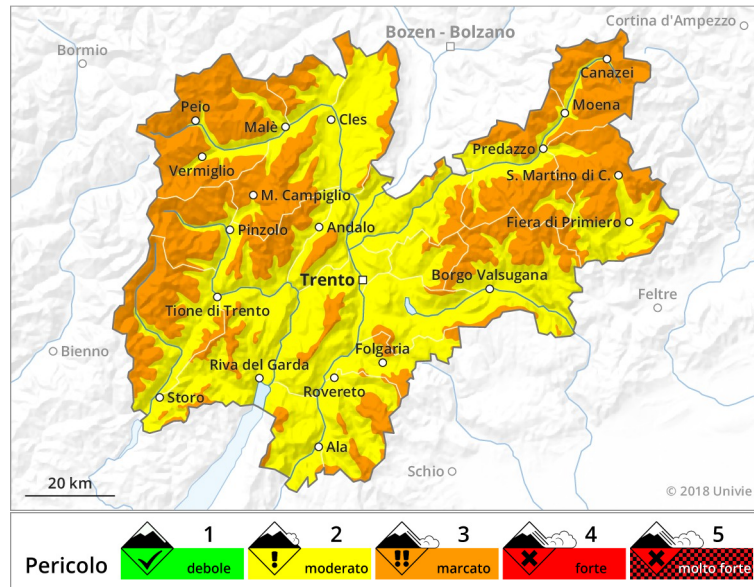 Cortina d'Ampezzo
Bozen - Bolzano
Bormio
Canazei
Peio
Moena
Malè
Cles
Predazzo
Vermiglio
S. Martino di C.
M. Campiglio
Fiera di Primiero
Pinzolo
Andalo
Trento
Borgo Valsugana
Feltre
Tione di Trento
Bienno
Folgaria
Riva del Garda
Rovereto
Storo
Ala
Schio
20 km
© 2018 Univie
Pericolo
1 debole
2 moderato
3 marcato
4 forte
5 molto forte